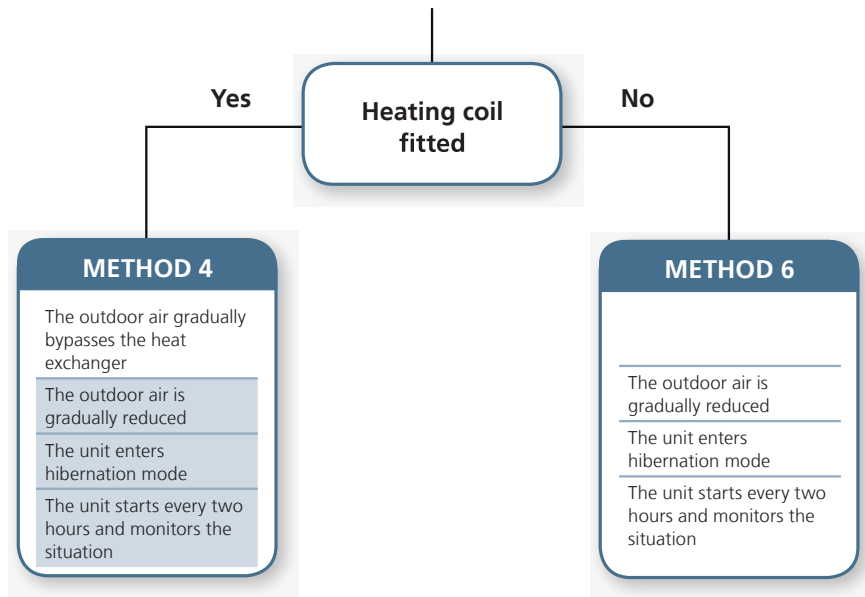 Yes
Heating coil
fitted
No
METHOD 4
The outdoor air gradually
bypasses the heat
exchanger
The outdoor air is
gradually reduced
The unit enters
hibernation mode
The unit starts every two
hours and monitors the
situation
METHOD 6
The outdoor air is
gradually reduced
The unit enters
hibernation mode
The unit starts every two
hours and monitors the
situation